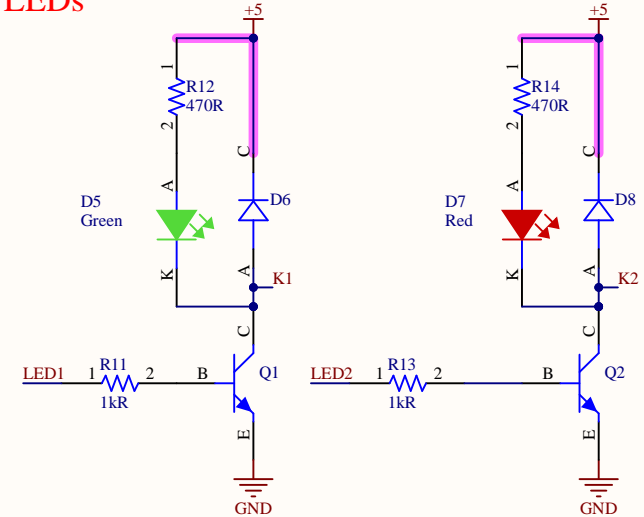 LEDs
+5
+5
1
R12
470R
2
C
1
R14
470R
2
C
A
D5
Green
D6
A
D7
Red
D8
K
A
K1
K
A
K2
C
C
LED1
1
R11
2
1kR
B
Q1
LED2
1
R13
2
1kR
B
Q2
E
E
GND
GND